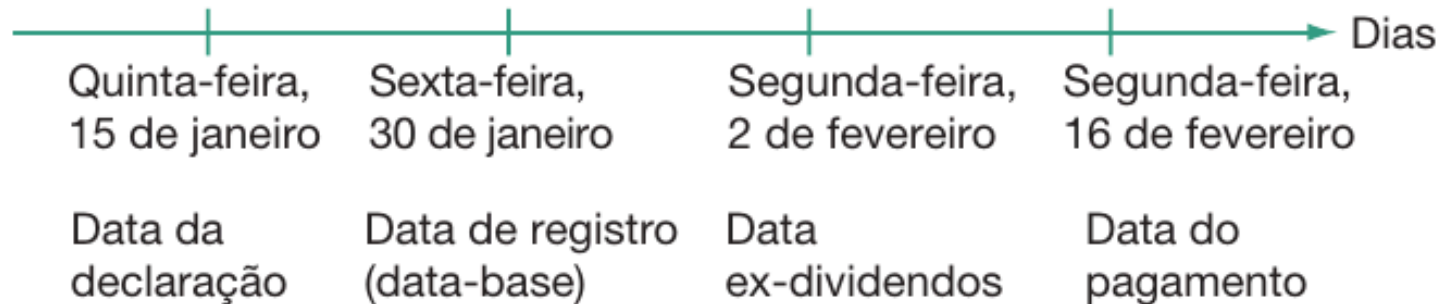 Dias
Quinta-feira,
15 de janeiro
Sexta-feira,
30 de janeiro
Segunda-feira,
2 de fevereiro
Segunda-feira,
16 de fevereiro
Data da
declaração
Data de registro
(data-base)
Data
ex-dividendos
Data do
pagamento